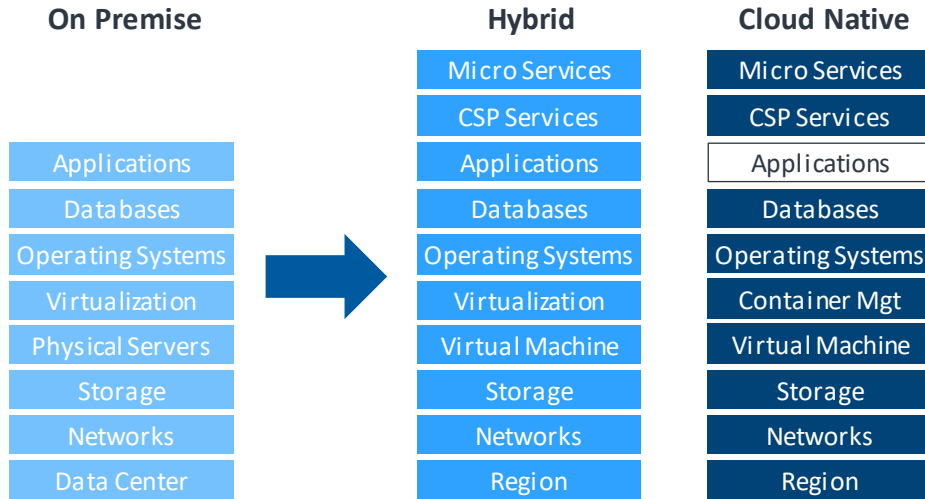 On Premise
Applications
Databases
Operating Systems
Virtualization
Physical Servers
Storage
Networks
Data Center
Hybrid
Micro Services
CSP Services
Applications
Databases
Operating Systems
Virtualization
Virtual Machine
Storage
Networks
Region
Cloud Native
Micro Services
CSP Services
Applications
Databases
Operating Systems
Container Mgt
Virtual Machine
Storage
Networks
Region